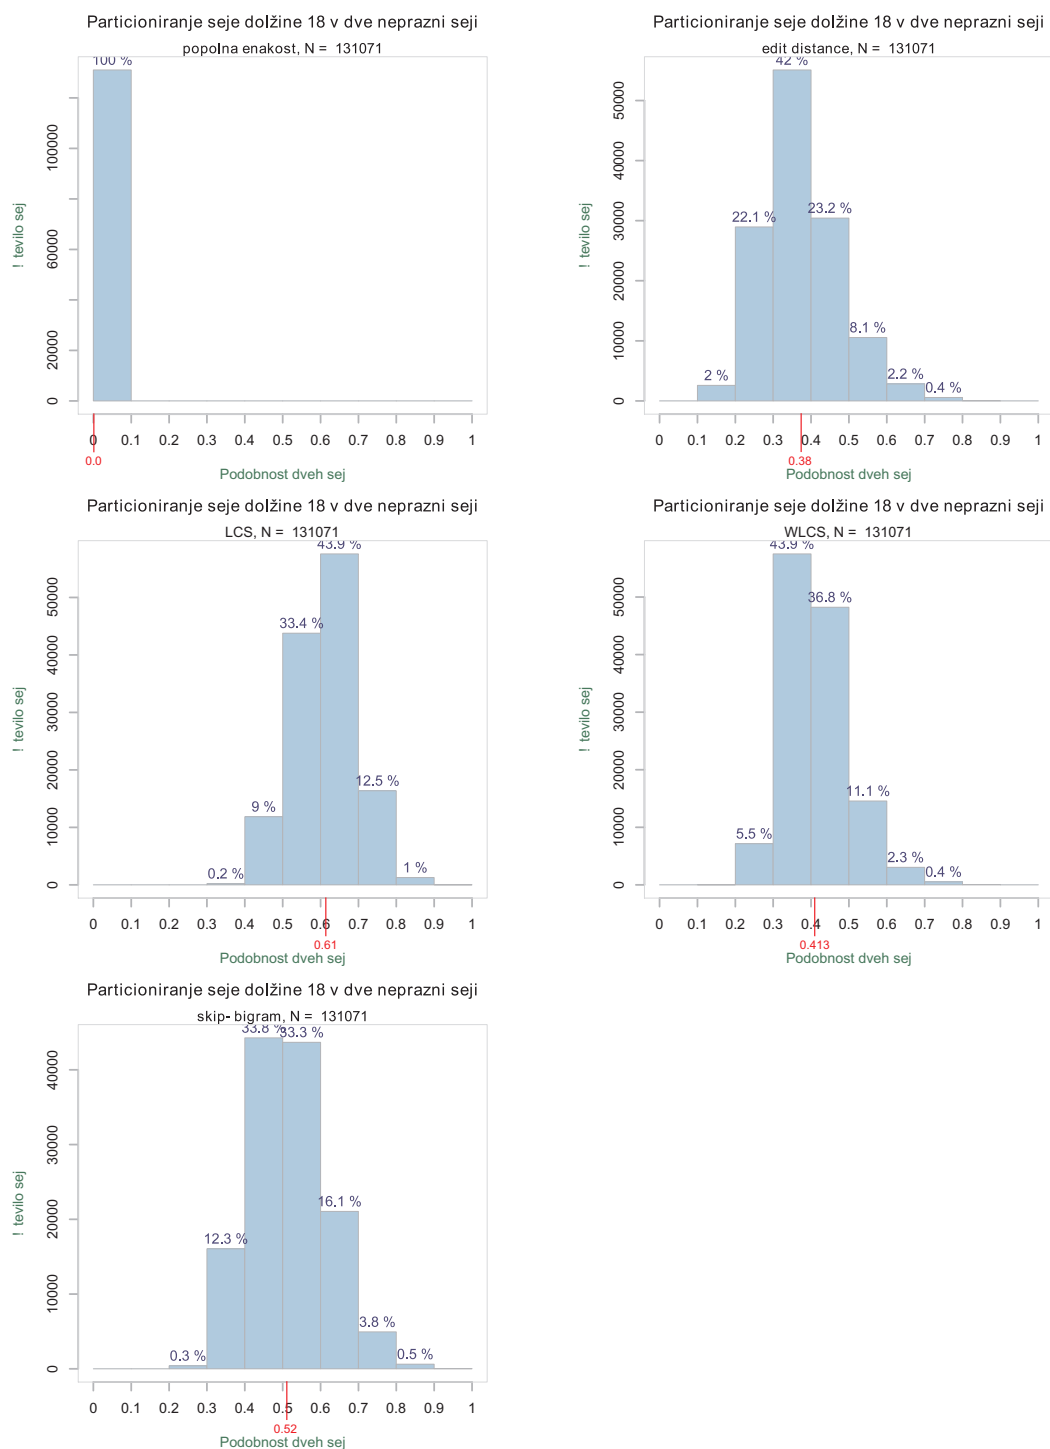 Particioniranje seje dolžine 18 v dve neprazni seji
popolna enakost, N = 131071
100 %
! tevilo sej
0 20000 60000 100000
0 0.1 0.2 0.3 0.4 0.5 0.6 0.7 0.8 0.9 1
0.0
Podobnost dveh sej
Particioniranje seje dolžine 18 v dve neprazni seji
edit distance, N = 131071
42 %
23.2 %
22.1 %
8.1 %
2.2 %
2 %
0.4 %
! tevilo sej
0 10000 20000 30000 40000 50000
0 0.1 0.2 0.3 0.4 0.5 0.6 0.7 0.8 0.9 1
0.38
Podobnost dveh sej
Particioniranje seje dolžine 18 v dve neprazni seji
LCS, N = 131071
43.9 %
33.4 %
12.5 %
9 %
1 %
0.2 %
! tevilo sej
0 10000 20000 30000 40000 50000
0 0.1 0.2 0.3 0.4 0.5 0.6 0.7 0.8 0.9 1
0.61
Podobnost dveh sej
Particioniranje seje dolžine 18 v dve neprazni seji
WLCS, N = 131071
43.9 %
36.8 %
11.1 %
5.5 %
2.3 %
0.4 %
! tevilo sej
0 10000 20000 30000 40000 50000
0 0.1 0.2 0.3 0.4 0.5 0.6 0.7 0.8 0.9 1
0.413
Podobnost dveh sej
Particioniranje seje dolžine 18 v dve neprazni seji
skip- bigram, N = 131071
33.8 % 33.3 %
16.1 %
12.3 %
3.8 %
0.3 % 0.5 %
! tevilo sej
0 10000 20000 30000 40000
0 0.1 0.2 0.3 0.4 0.5 0.6 0.7 0.8 0.9 1
0.52
Podobnost dveh sej